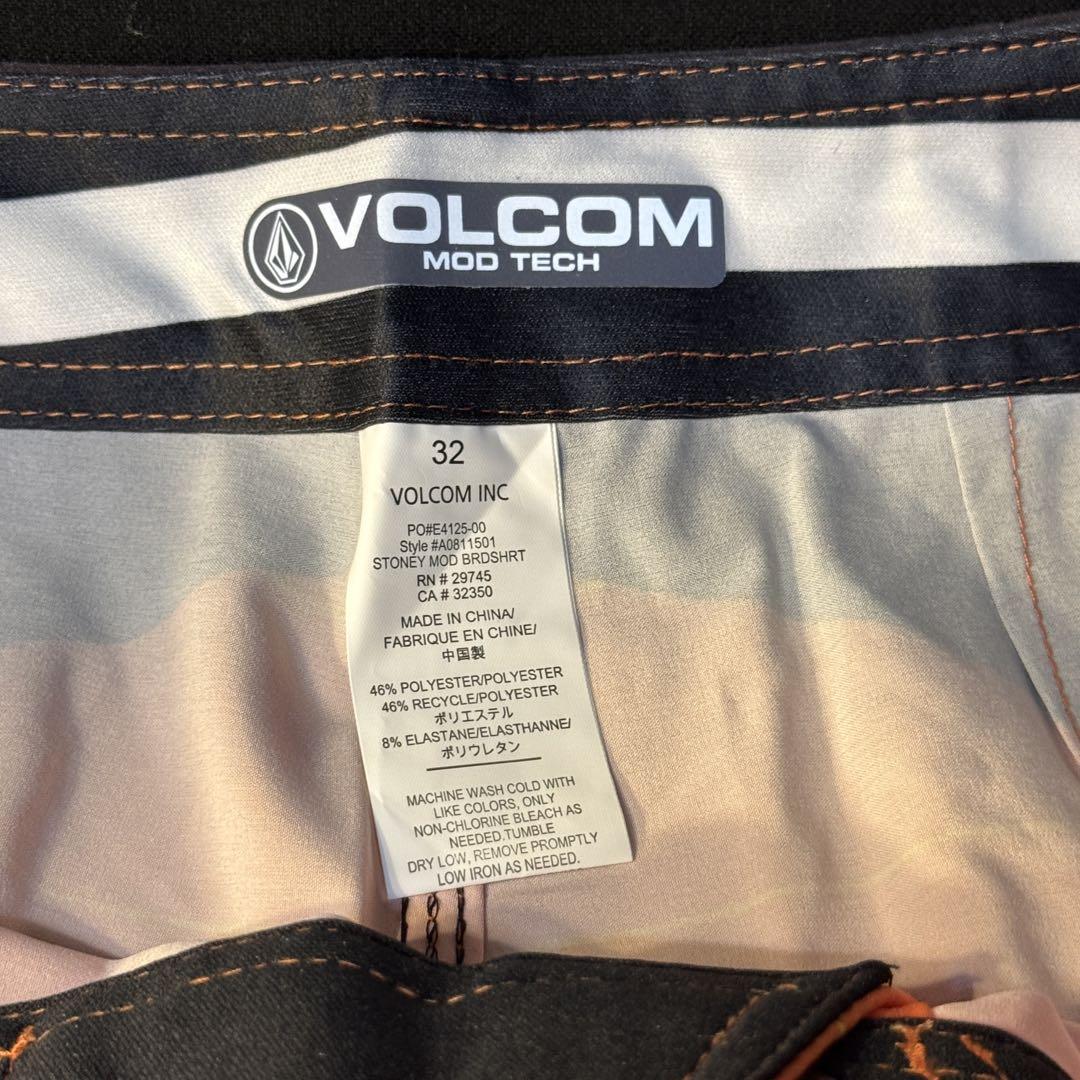 VOLCOM
MOD TECH
32
VOLCOM INC
PO#E4125-00
Style #A0811501
STONEY MOD BRDSHRT
RN # 29745
CA # 32350
MADE IN CHINA/
FABRIQUE EN CHINE/
中国製
46% POLYESTER/POLYESTER
46% RECYCLE/POLYESTER
ポリエステル
8% ELASTANE/ELASTHANNE/
ポリウレタン
MACHINE WASH COLD WITH
LIKE COLORS, ONLY
NON-CHLORINE BLEACH AS
NEEDED.TUMBLE
DRY LOW, REMOVE PROMPTLY
LOW IRON AS NEEDED.